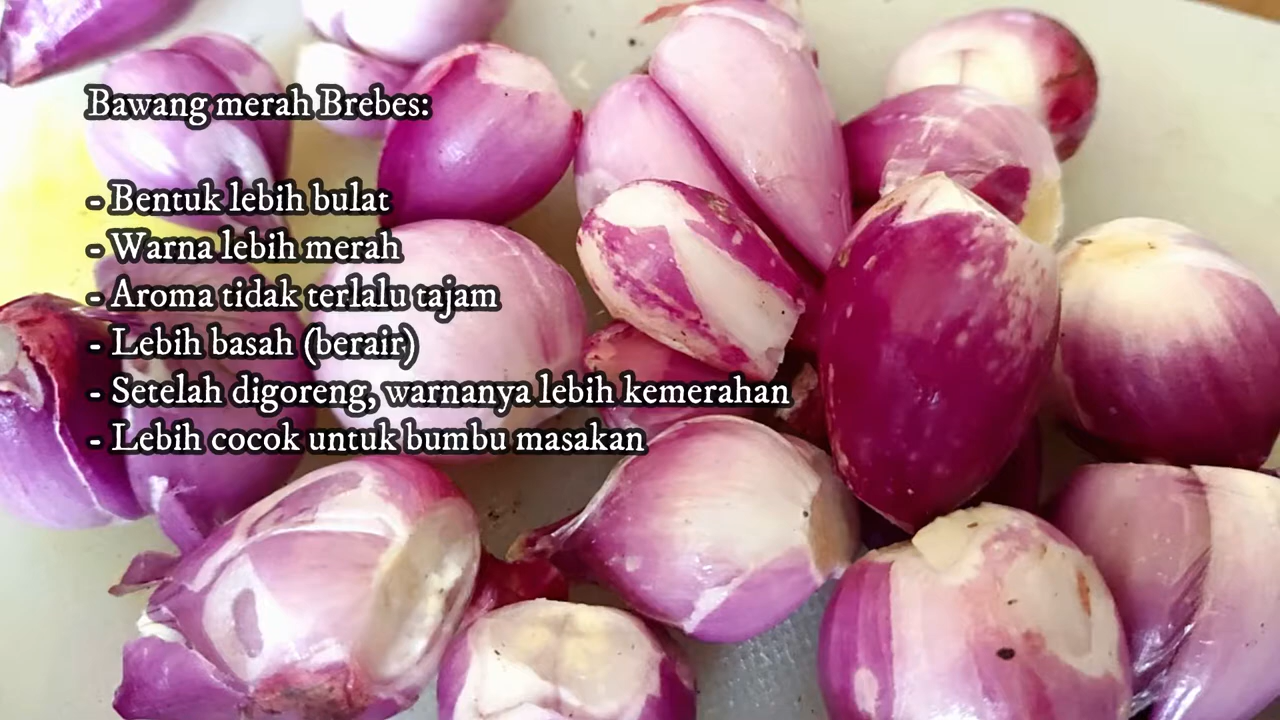 Bawang merah Brebes:
- Bentuk lebih bulat
- Warna lebih merah
- Aroma tidak terlalu tajam
- Lebih basah (berair)
- Setelah digoreng, warnanya lebih kemerahan
- Lebih cocok untuk bumbu masakan